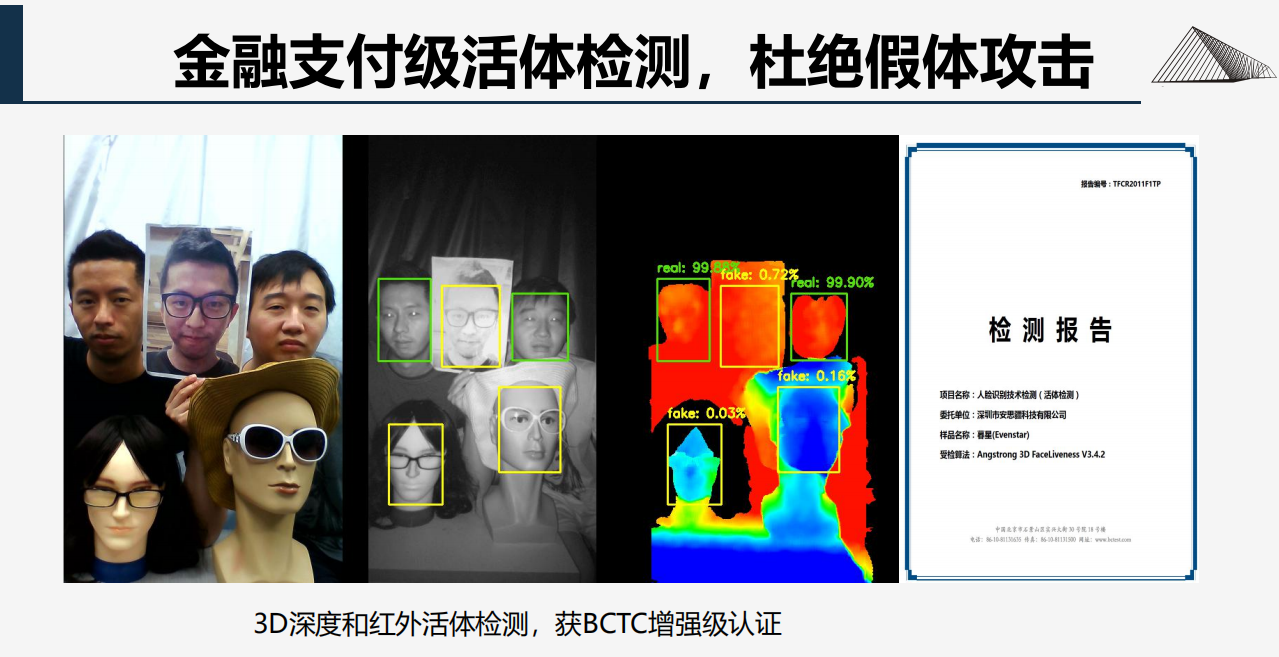 金融支付级活体检测，杜绝假体攻击
real: 99.
fake: 0.72%
real: 99.90%
fake: 0.16%
fake: 0.03%
报告编号：TFCR2011F1TP
检测报告
项目名称：人脸识别技术检测（活体检测）
委托单位：深圳市安思疆科技有限公司
样品名称：暮星(Evenstar)
受检算法：Angstrong 3D FaceLiveness V3.4.2
3D深度和红外活体检测，获BCTC增强级认证